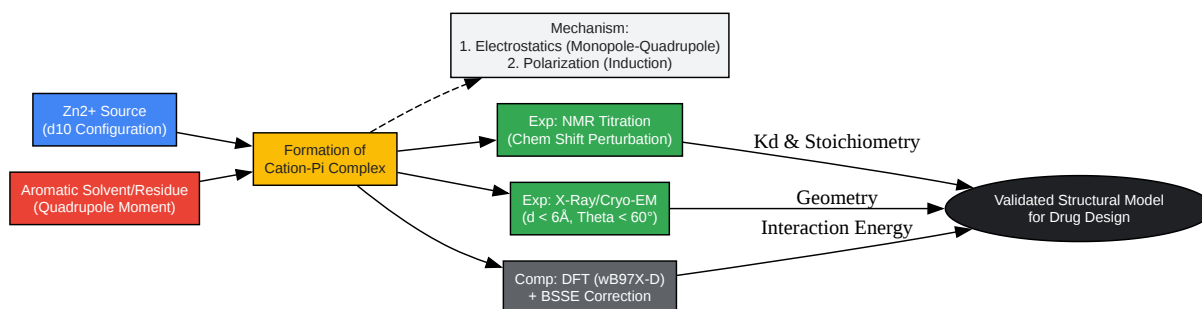 Mechanism:
1. Electrostatics (Monopole-Quadrupole)
2. Polarization (Induction)
Zn2+ Source
(d10 Configuration)
Aromatic Solvent/Residue
(Quadrupole Moment)
Formation of
Cation-Pi Complex
Exp: NMR Titration
(Chem Shift Perturbation)
Kd & Stoichiometry
Exp: X-Ray/Cryo-EM
(d < 6Å, Theta < 60°)
Geometry
Interaction Energy
Comp: DFT (wB97X-D)
+ BSSE Correction
Validated Structural Model
for Drug Design